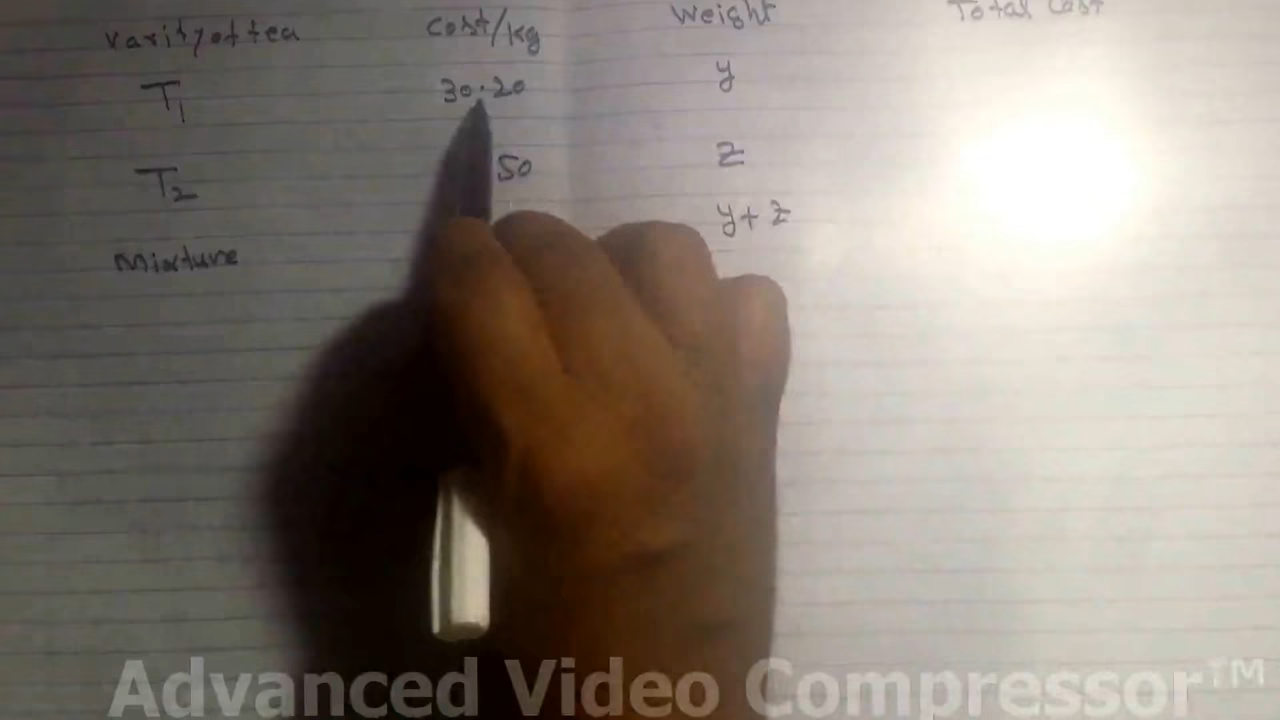 Varityoftea Cost/kg Weight Total Cost
T1 30.20 y
T2 50 z
y+z
Mixture
Advanced Video Compressor™